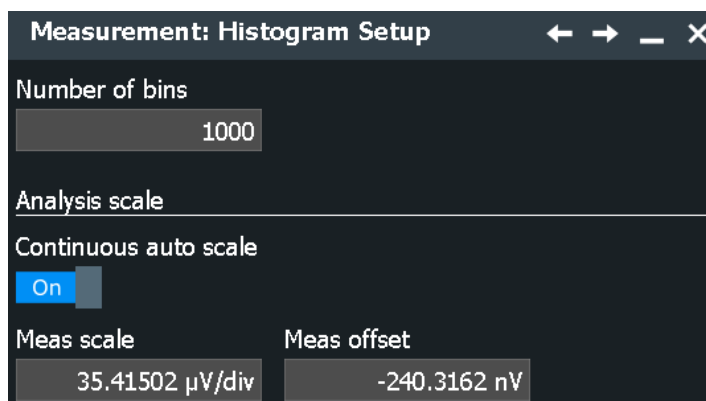 Measurement: Histogram Setup
Number of bins
1000
Analysis scale
Continuous auto scale
On
Meas scale Meas offset
35.41502 µV/div -240.3162 nV